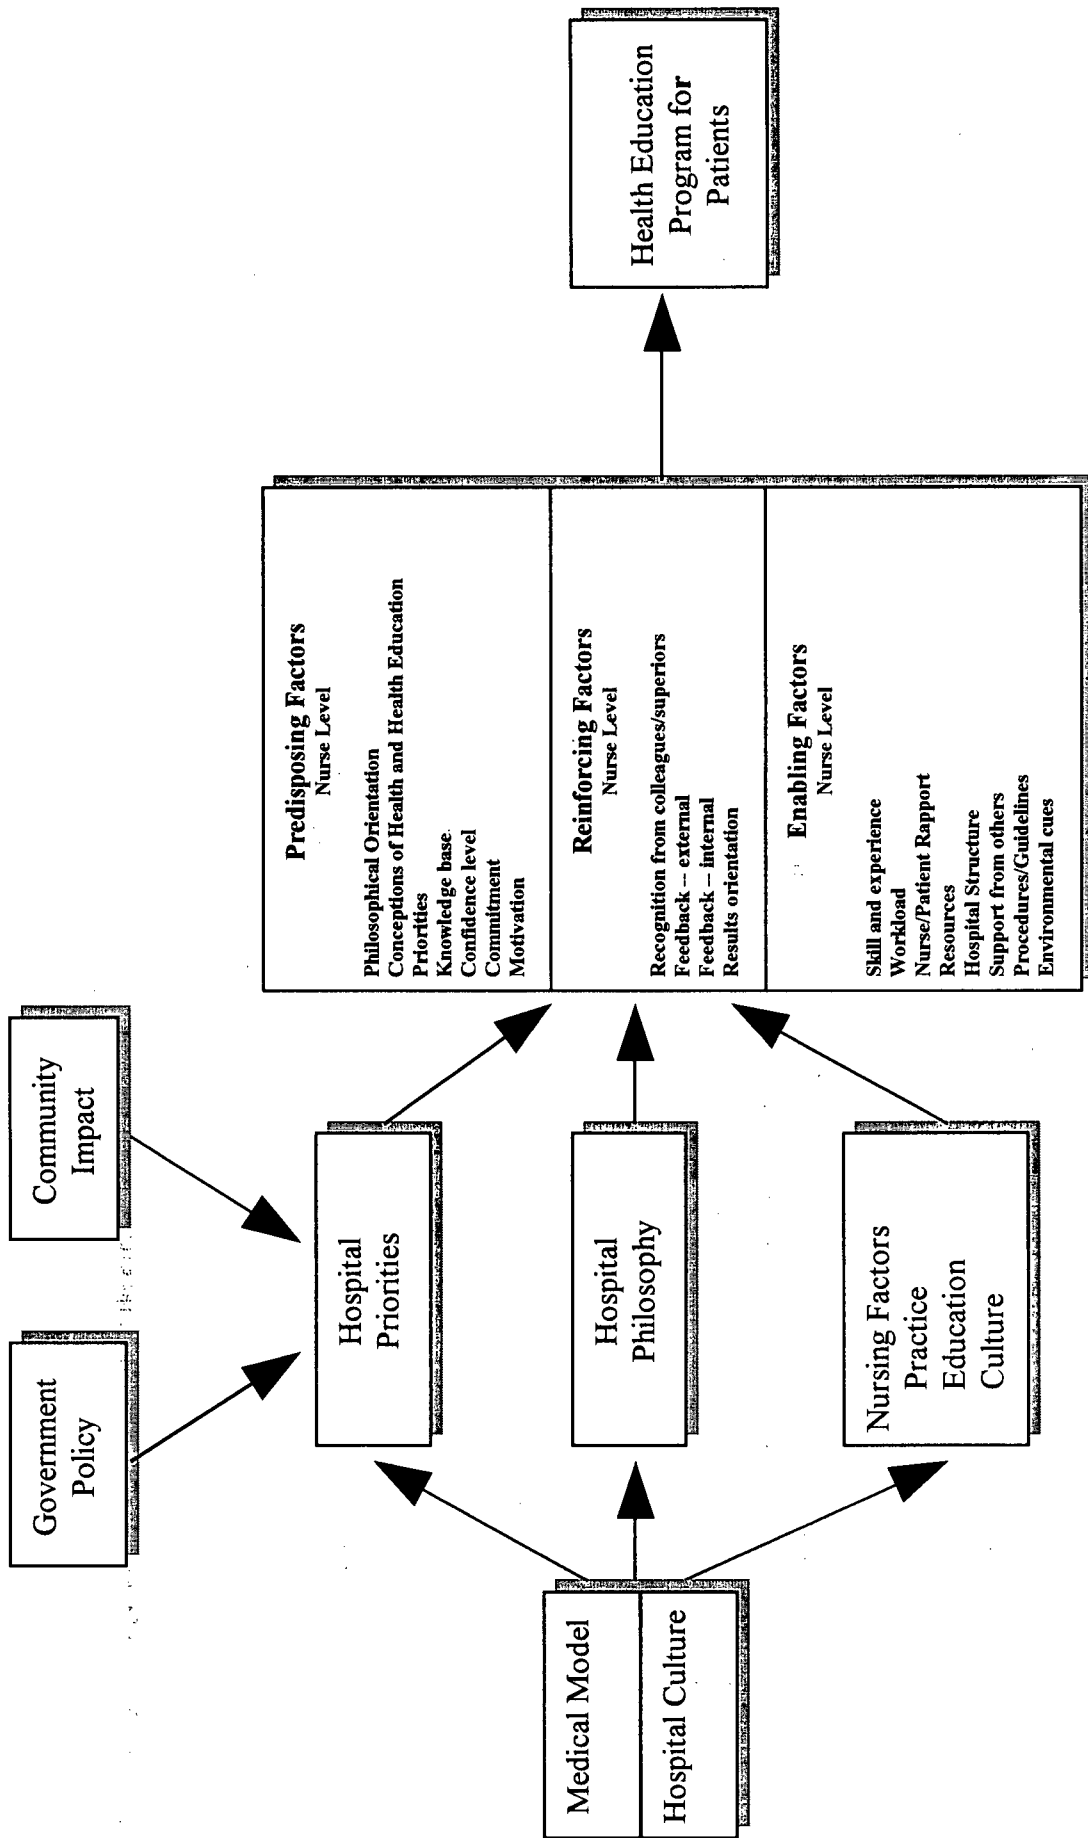 Government
Policy
Community
Impact
Medical Model
Hospital Culture
Hospital
Priorities
Hospital
Philosophy
Nursing Factors
Practice
Education
Culture
Predisposing Factors
Nurse Level
Philosophical Orientation
Conceptions of Health and Health Education
Priorities
Knowledge base
Confidence level
Commitment
Motivation
Reinforcing Factors
Nurse Level
Recognition from colleagues/superiors
Feedback -- external
Feedback -- internal
Results orientation
Enabling Factors
Nurse Level
Skill and experience
Workload
Nurse/Patient Rapport
Resources
Hospital Structure
Support from others
Procedures/Guidelines
Environmental cues
Health Education
Program for
Patients